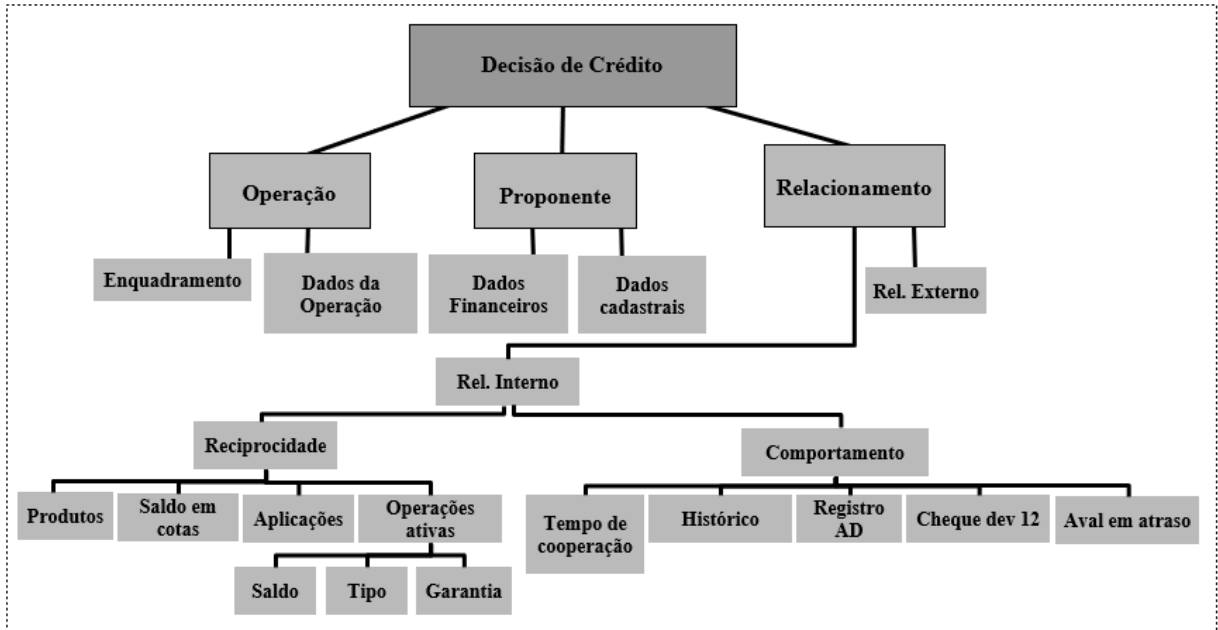 Decisão de Crédito
Operação
Proponente
Relacionamento
Enquadramento
Dados da
Operação
Dados
Financeiros
Dados
cadastrais
Rel. Externo
Rel. Interno
Reciprocidade
Comportamento
Produtos
Saldo em
cotas
Aplicações
Operações
ativas
Tempo de
cooperação
Histórico
Registro
AD
Cheque dev 12
Aval em atraso
Saldo
Tipo
Garantia